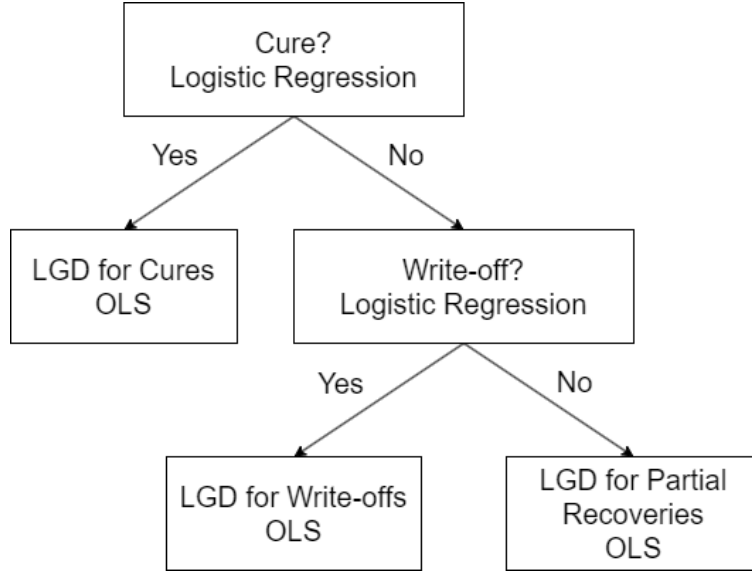 Cure?
Logistic Regression
Yes
No
LGD for Cures
OLS
Write-off?
Logistic Regression
Yes
No
LGD for Write-offs
OLS
LGD for Partial
Recoveries
OLS